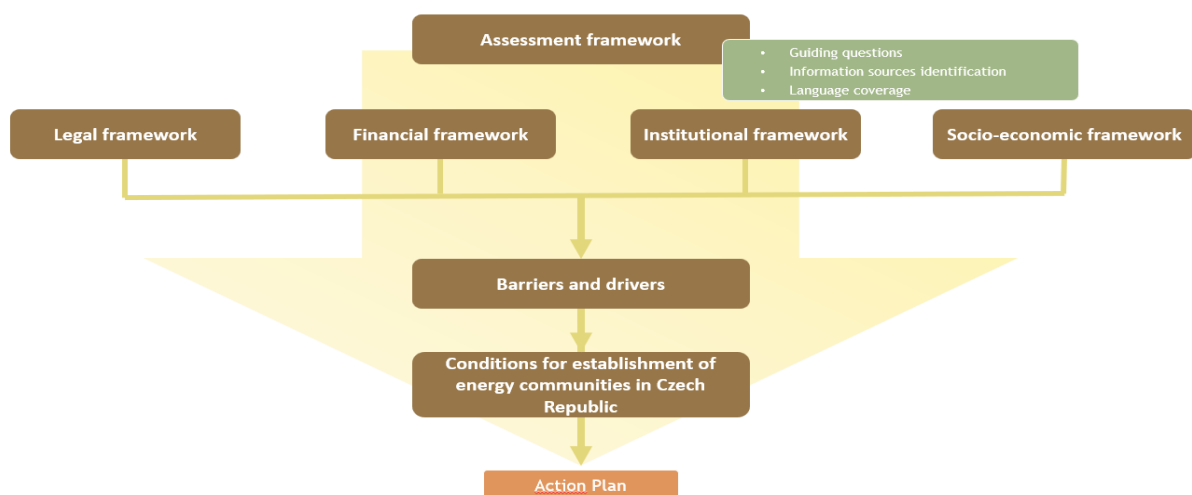 Assessment framework
• Guiding questions
• Information sources identification
• Language coverage
Legal framework
Financial framework
Institutional framework
Socio-economic framework
Barriers and drivers
Conditions for establishment of
energy communities in Czech
Republic
Action Plan